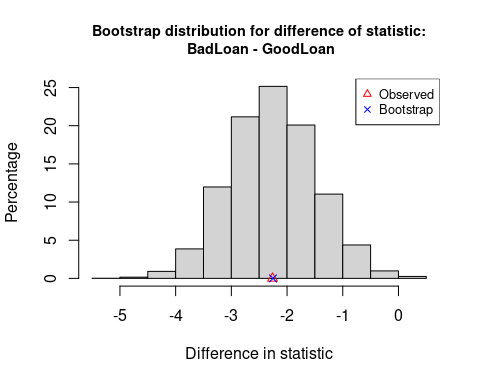 Bootstrap distribution for difference of statistic:
BadLoan - GoodLoan
Observed
Bootstrap
Percentage
25
20
15
10
5
0
-5 -4 -3 -2 -1 0
Difference in statistic